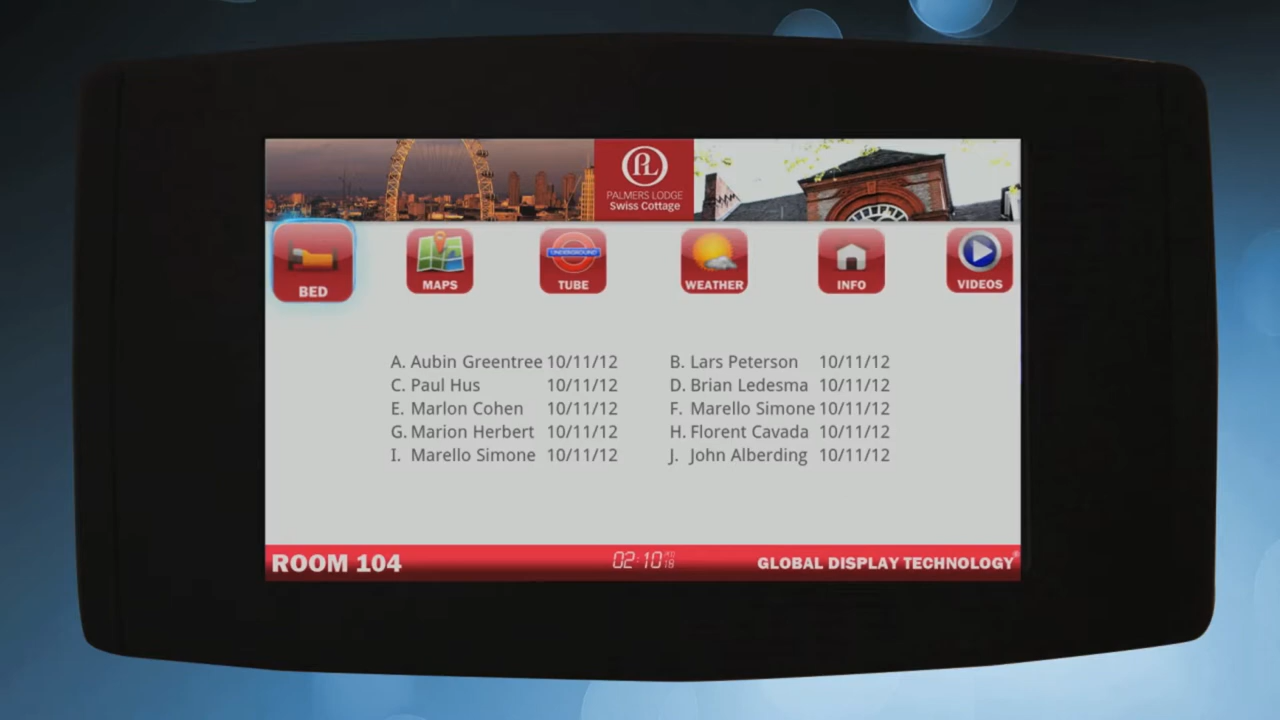 PL
PALMERS LODGE
Swiss Cottage
BED
MAPS
UNDERGROUND
TUBE
WEATHER
INFO
VIDEOS
A. Aubin Greentree 10/11/12
B. Lars Peterson 10/11/12
C. Paul Hus 10/11/12
D. Brian Ledesma 10/11/12
E. Marlon Cohen 10/11/12
F. Marello Simone 10/11/12
G. Marion Herbert 10/11/12
H. Florent Cavada 10/11/12
I. Marello Simone 10/11/12
J. John Alberding 10/11/12
ROOM 104
02:10
GLOBAL DISPLAY TECHNOLOGY®